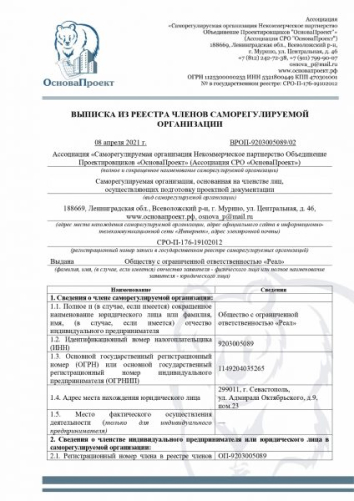 Ассоциация
«Саморегулируемая организация Некоммерческое партнерство
Объединение Проектировщиков "ОсноваПроект"»
(Ассоциация СРО "ОсноваПроект")
188669, Ленинградская обл., Всеволожский р-н,
г. Мурино, ул. Центральная, д. 46
+7 (812) 242-72-38, +7 (911) 799-90-07
osnova_p@mail.ru
www.основапроект.рф
№ в государственном реестре: СРО-П-176-19102012
ОсноваПроект
ВЫПИСКА ИЗ РЕЕСТРА ЧЛЕНОВ САМОРЕГУЛИРУЕМОЙ
ОРГАНИЗАЦИИ
08 апреля 2021 г. ВРОП-9203005089/02
Ассоциация «Саморегулируемая организация Некоммерческое партнерство Объединение
Проектировщиков «ОсноваПроект» (Ассоциация СРО «ОсноваПроект»)
(полное и сокращенное наименование саморегулируемой организации)
Саморегулируемая организация, основанная на членстве лиц,
осуществляющих подготовку проектной документации
(вид саморегулируемой организации)
188669, Ленинградская обл., Всеволожский р-н, г. Мурино, ул. Центральная, д. 46,
www.основапроект.рф, osnova_p@mail.ru
(адрес места нахождения саморегулируемой организации, адрес официального сайта в информационно-
телекоммуникационной сети «Интернет», адрес электронной почты)
СРО-П-176-19102012
(регистрационный номер записи в государственном реестре саморегулируемых организаций)
Выдана Обществу с ограниченной ответственностью «Реал»
(фамилия, имя, (в случае, если имеется) отчество заявителя - физического лица или полное наименование
заявителя - юридического лица)
Наименование Сведения
1. Сведения о члене саморегулируемой организации:
1.1. Полное и (в случае, если имеется) сокращенное
наименование юридического лица или фамилия,
имя, (в случае, если имеется) отчество
индивидуального предпринимателя
Общество с ограниченной
ответственностью «Реал»
1.2. Идентификационный номер налогоплательщика
(ИНН)
9203005089
1.3. Основной государственный регистрационный
номер (ОГРН) или основной государственный
регистрационный номер индивидуального
предпринимателя (ОГРНИП)
1149204035265
1.4. Адрес места нахождения юридического лица
299011, г. Севастополь,
ул. Адмирала Октябрьского, д.9,
пом.23
1.5. Место фактического осуществления
деятельности (только для индивидуального
предпринимателя)
---
2. Сведения о членстве индивидуального предпринимателя или юридического лица в
саморегулируемой организации:
2.1. Регистрационный номер члена в реестре членов ОП-9203005089